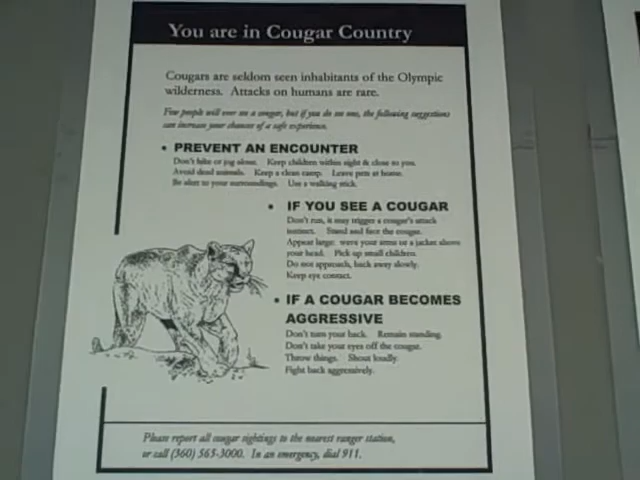 You are in Cougar Country
Cougars are seldom seen inhabitants of the Olympic
wilderness. Attacks on humans are rare.
Few people will ever see a cougar, but if you do see one, the following suggestions
can increase your chances of a safe experience.
• PREVENT AN ENCOUNTER
Don't hike or jog alone. Keep children within sight & close to you.
Avoid dead animals. Keep a clean camp. Leave pets at home.
Be alert to your surroundings. Use a walking stick.
• IF YOU SEE A COUGAR
Don't run, it may trigger a cougar's attack
instinct. Stand and face the cougar.
Appear large: wave your arms or a jacket above
your head. Pick up small children.
Do not approach, back away slowly.
Keep eye contact.
• IF A COUGAR BECOMES
AGGRESSIVE
Don't turn your back. Remain standing.
Don't take your eyes off the cougar.
Throw things. Shout loudly.
Fight back aggressively.
Please report all cougar sightings to the nearest ranger station,
or call (360) 565-3000. In an emergency, dial 911.